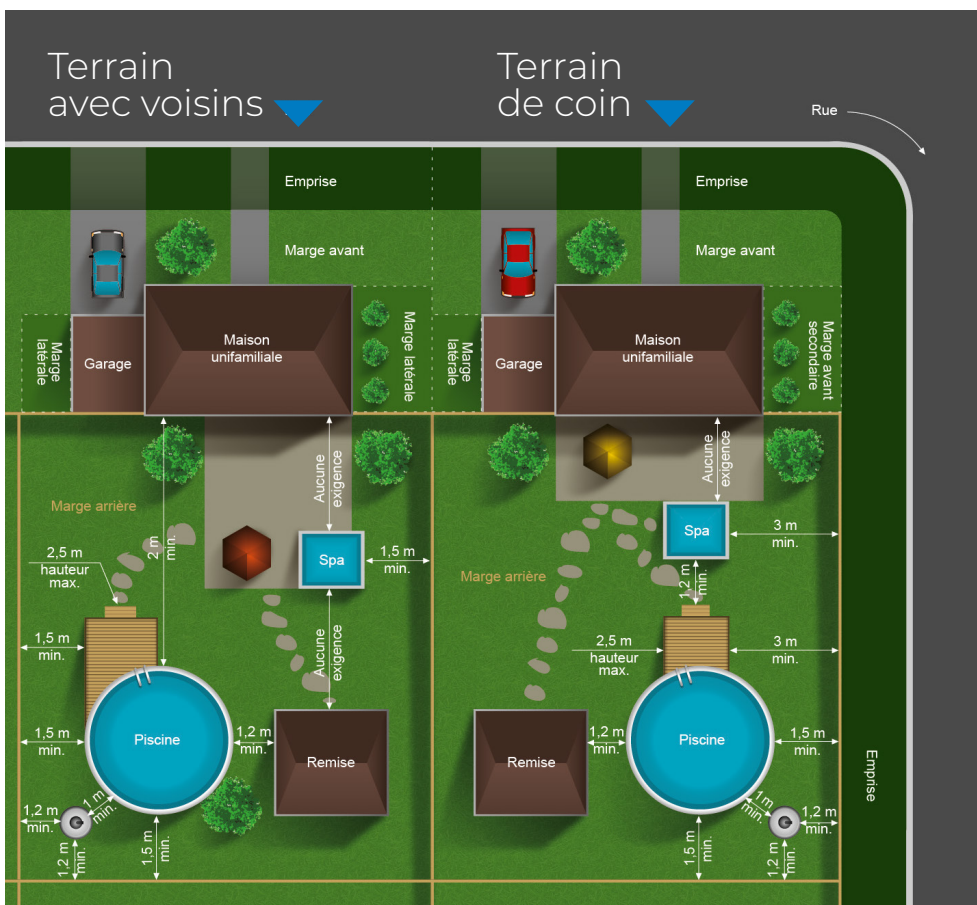 Terrain
avec voisins
Terrain
de coin
Rue
Emprise
Emprise
Marge avant
Marge avant
Marge
latérale
Garage
Maison
unifamiliale
Marge latérale
Marge
latérale
Garage
Maison
unifamiliale
Marge avant
secondaire
Marge arrière
2 m
min.
Aucune
exigence
Spa
1,5 m
min.
2,5 m
hauteur
max.
1,5 m
min.
Aucune
exigence
1,5 m
min.
Piscine
1,2 m
min.
Remise
1,2 m
min.
1 m
min.
1,2 m
min.
1,5 m
min.
Aucune
exigence
Spa
3 m
min.
Marge arrière
1,2 m
min.
2,5 m
hauteur
max.
3 m
min.
Remise
1,2 m
min.
Piscine
1,5 m
min.
1m
min.
1,2 m
min.
1,5 m
min.
1,2 m
min.
Emprise